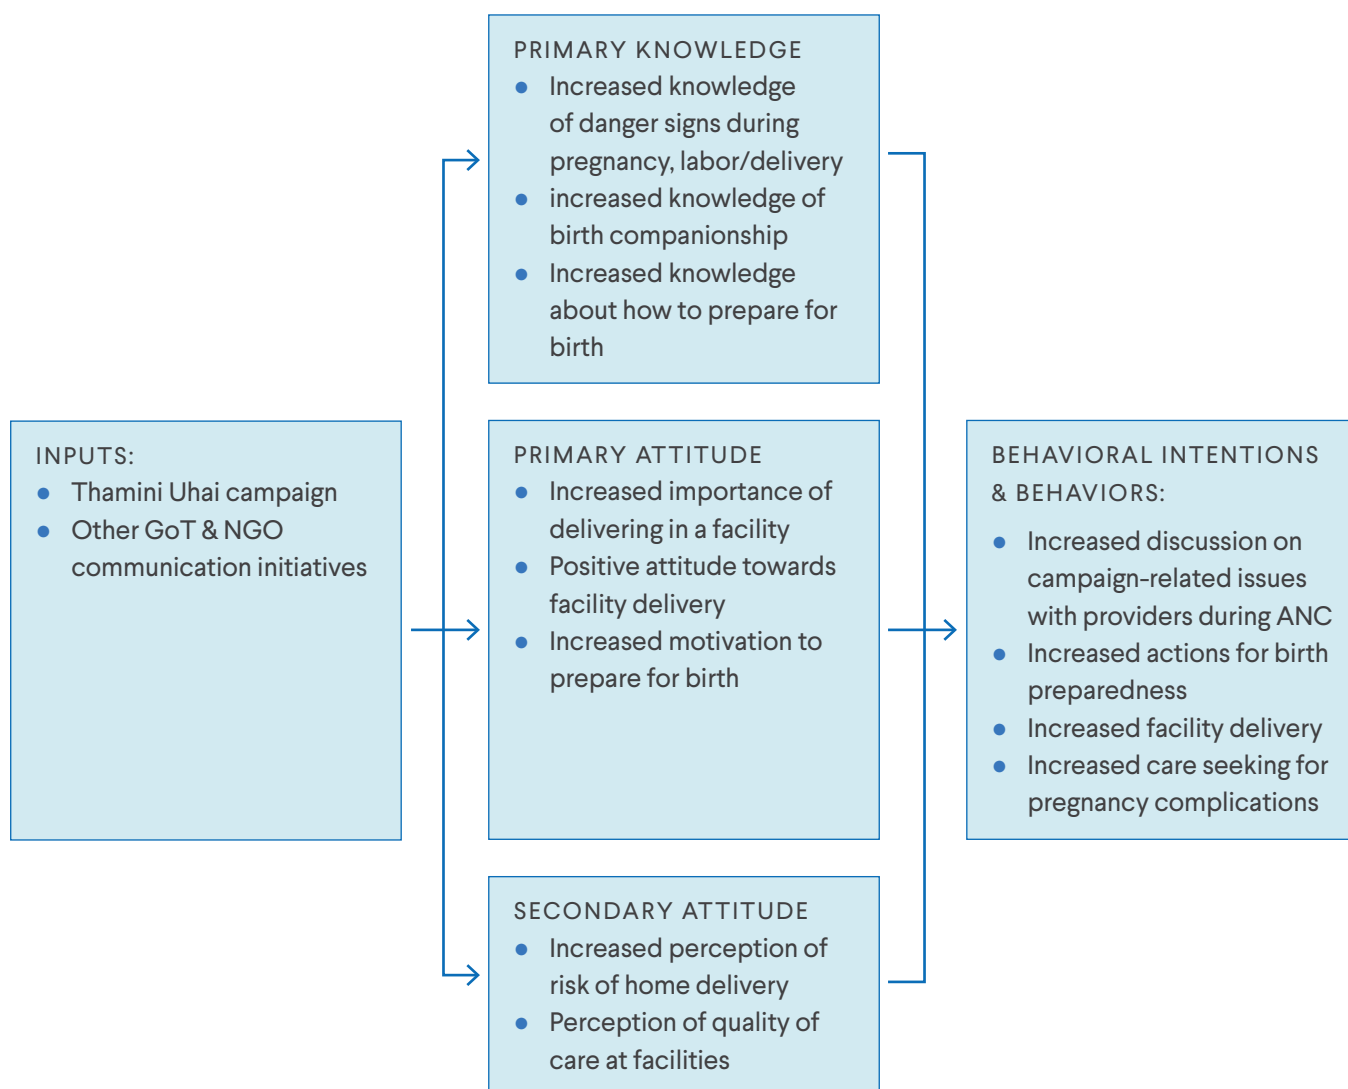 PRIMARY KNOWLEDGE
● Increased knowledge
of danger signs during
pregnancy, labor/delivery
● increased knowledge of
birth companionship
● Increased knowledge
about how to prepare for
birth
INPUTS:
● Thamini Uhai campaign
● Other GoT & NGO
communication initiatives
PRIMARY ATTITUDE
● Increased importance of
delivering in a facility
● Positive attitude towards
facility delivery
● Increased motivation to
prepare for birth
SECONDARY ATTITUDE
● Increased perception of
risk of home delivery
● Perception of quality of
care at facilities
BEHAVIORAL INTENTIONS
& BEHAVIORS:
● Increased discussion on
campaign-related issues
with providers during ANC
● Increased actions for birth
preparedness
● Increased facility delivery
● Increased care seeking for
pregnancy complications